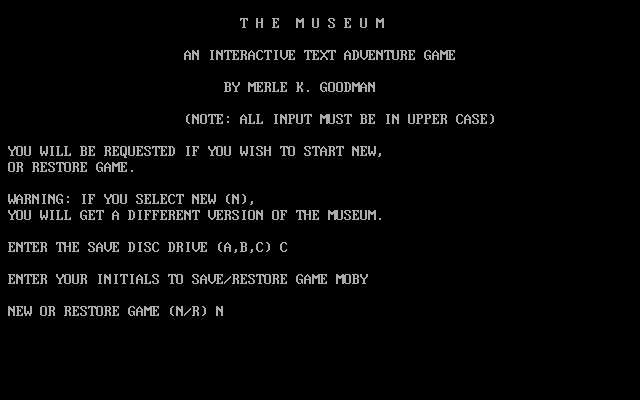 T H E  M U S E U M
AN INTERACTIVE TEXT ADVENTURE GAME
BY MERLE K. GOODMAN
(NOTE: ALL INPUT MUST BE IN UPPER CASE)
YOU WILL BE REQUESTED IF YOU WISH TO START NEW,
OR RESTORE GAME.
WARNING: IF YOU SELECT NEW (N),
YOU WILL GET A DIFFERENT VERSION OF THE MUSEUM.
ENTER THE SAVE DISC DRIVE (A,B,C) C
ENTER YOUR INITIALS TO SAVE/RESTORE GAME MOBY
NEW OR RESTORE GAME (N/R) N